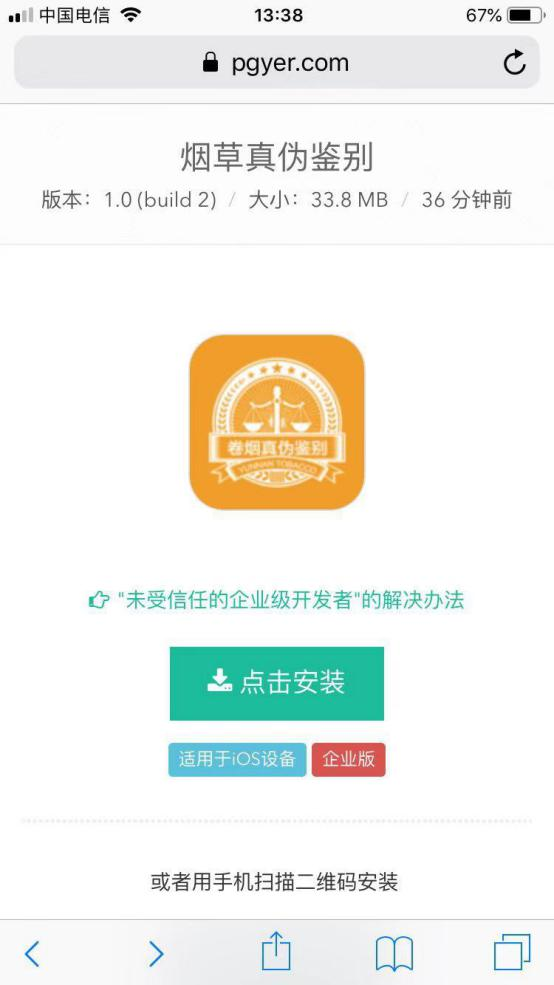 中国电信 13:38 67%
pgyer.com
烟草真伪鉴别
版本：1.0 (build 2) / 大小：33.8 MB / 36 分钟前
卷烟真伪鉴别
YUNNAN TOBACCO
"未受信任的企业级开发者"的解决办法
点击安装
适用于iOS设备 企业版
或者用手机扫描二维码安装